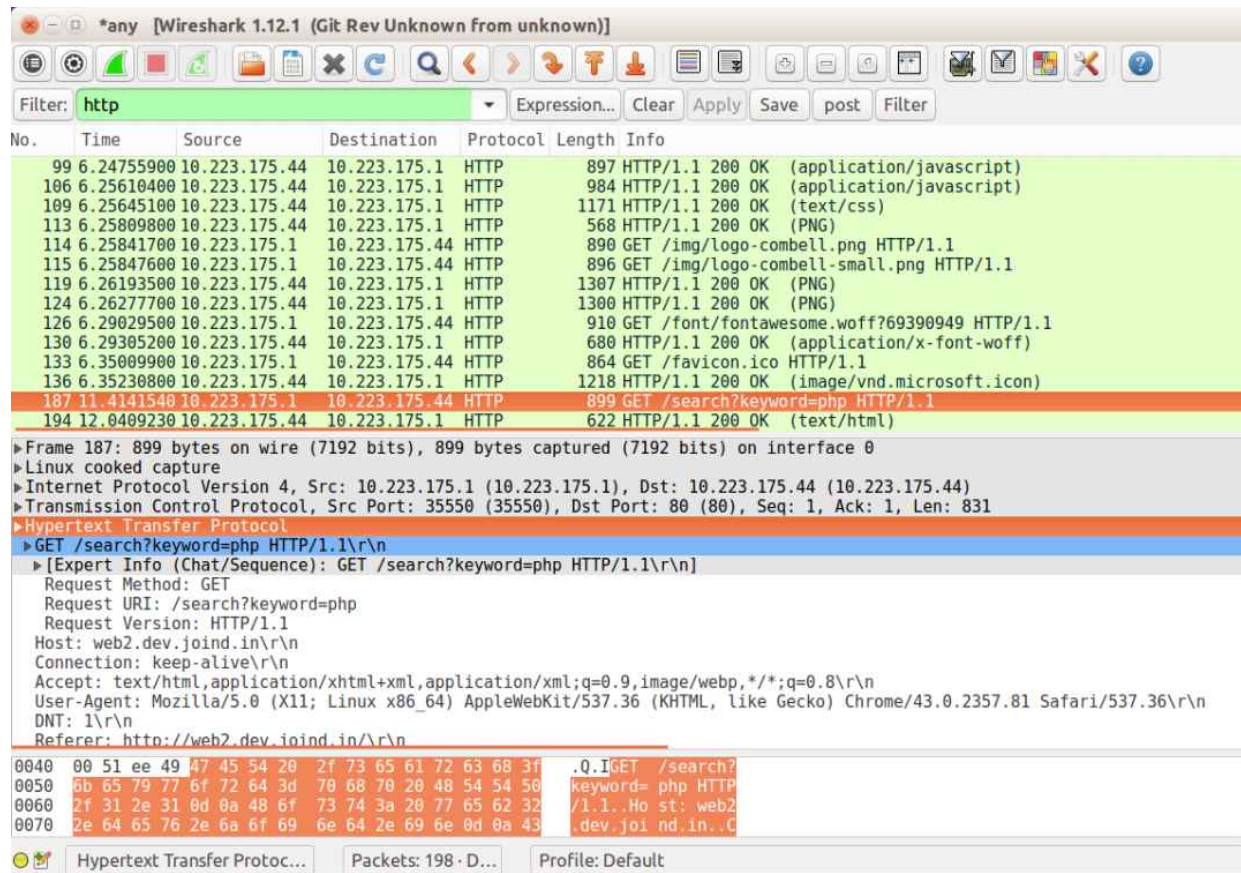 *any [Wireshark 1.12.1 (Git Rev Unknown from unknown)]
Filter: http Expression... Clear Apply Save post Filter
No. Time Source Destination Protocol Length Info
99 6.24755900 10.223.175.44 10.223.175.1 HTTP 897 HTTP/1.1 200 OK (application/javascript)
106 6.25610400 10.223.175.44 10.223.175.1 HTTP 984 HTTP/1.1 200 OK (application/javascript)
109 6.25645100 10.223.175.44 10.223.175.1 HTTP 1171 HTTP/1.1 200 OK (text/css)
113 6.25809800 10.223.175.44 10.223.175.1 HTTP 568 HTTP/1.1 200 OK (PNG)
114 6.25841700 10.223.175.1 10.223.175.44 HTTP 890 GET /img/logo-combell.png HTTP/1.1
115 6.25847600 10.223.175.1 10.223.175.44 HTTP 896 GET /img/logo-combell-small.png HTTP/1.1
119 6.26193500 10.223.175.44 10.223.175.1 HTTP 1307 HTTP/1.1 200 OK (PNG)
124 6.26277700 10.223.175.44 10.223.175.1 HTTP 1300 HTTP/1.1 200 OK (PNG)
126 6.29029500 10.223.175.1 10.223.175.44 HTTP 910 GET /font/fontawesome.woff?69390949 HTTP/1.1
130 6.29305200 10.223.175.44 10.223.175.1 HTTP 680 HTTP/1.1 200 OK (application/x-font-woff)
133 6.35009900 10.223.175.1 10.223.175.44 HTTP 864 GET /favicon.ico HTTP/1.1
136 6.35230800 10.223.175.44 10.223.175.1 HTTP 1218 HTTP/1.1 200 OK (image/vnd.microsoft.icon)
187 11.4141540 10.223.175.1 10.223.175.44 HTTP 899 GET /search?keyword=php HTTP/1.1
194 12.0409230 10.223.175.44 10.223.175.1 HTTP 622 HTTP/1.1 200 OK (text/html)
Frame 187: 899 bytes on wire (7192 bits), 899 bytes captured (7192 bits) on interface 0
Linux cooked capture
Internet Protocol Version 4, Src: 10.223.175.1 (10.223.175.1), Dst: 10.223.175.44 (10.223.175.44)
Transmission Control Protocol, Src Port: 35550 (35550), Dst Port: 80 (80), Seq: 1, Ack: 1, Len: 831
Hypertext Transfer Protocol
GET /search?keyword=php HTTP/1.1\r\n
[Expert Info (Chat/Sequence): GET /search?keyword=php HTTP/1.1\r\n]
Request Method: GET
Request URI: /search?keyword=php
Request Version: HTTP/1.1
Host: web2.dev.joind.in\r\n
Connection: keep-alive\r\n
Accept: text/html,application/xhtml+xml,application/xml;q=0.9,image/webp,*/*;q=0.8\r\n
User-Agent: Mozilla/5.0 (X11; Linux x86_64) AppleWebKit/537.36 (KHTML, like Gecko) Chrome/43.0.2357.81 Safari/537.36\r\n
DNT: 1\r\n
Referer: http://web2.dev.joind.in/\r\n
0040 00 51 ee 49 47 45 54 20 2f 73 65 61 72 63 68 3f .Q.IGET /search?
0050 6b 65 79 77 6f 72 64 3d 70 68 70 20 48 54 54 50 keyword= php HTTP
0060 2f 31 2e 31 0d 0a 48 6f 73 74 3a 20 77 65 62 32 /1.1..Ho st: web2
0070 2e 64 65 76 2e 6a 6f 69 6e 64 2e 69 6e 0d 0a 43 .dev.joi nd.in..C
Hypertext Transfer Protoc... Packets: 198 · D... Profile: Default